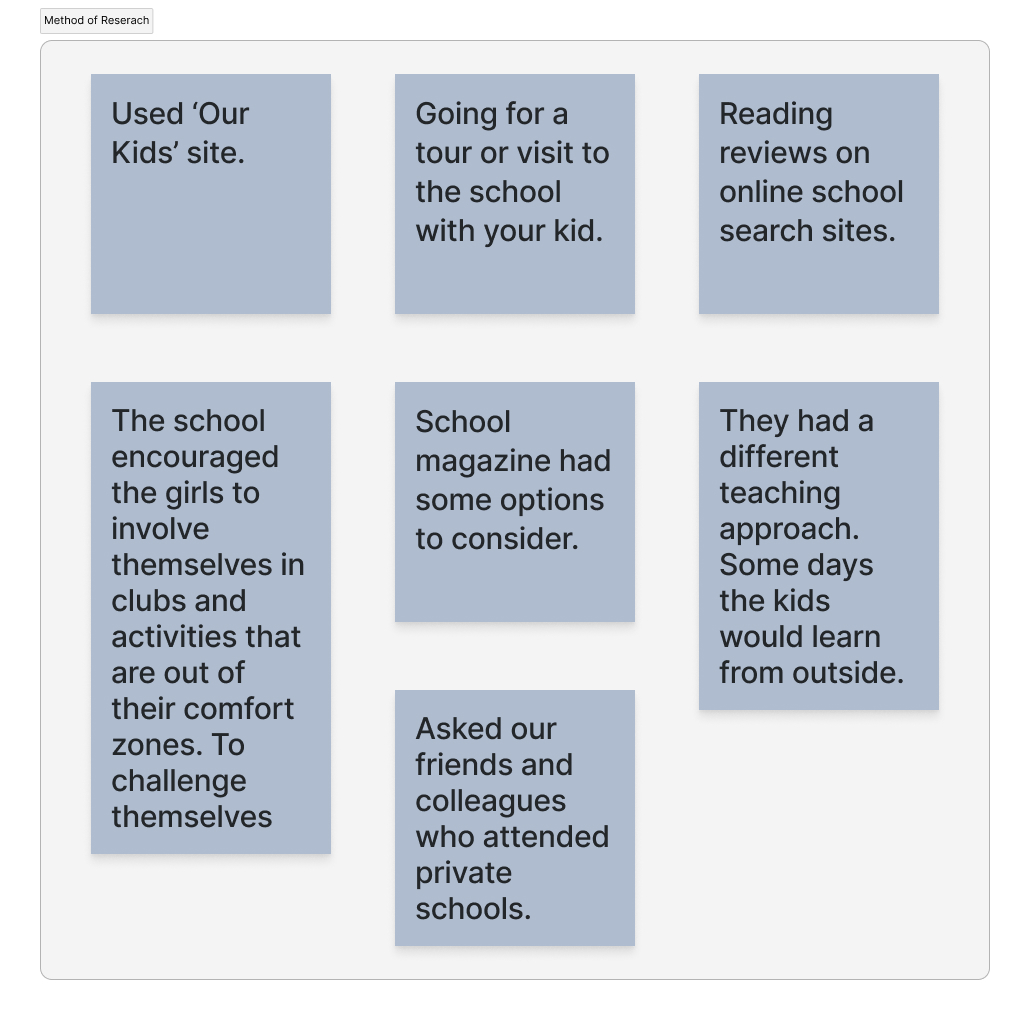 Method of Reserach
Used ‘Our
Kids’ site.
Going for a
tour or visit to
the school
with your kid.
Reading
reviews on
online school
search sites.
The school
encouraged
the girls to
involve
themselves in
clubs and
activities that
are out of
their comfort
zones. To
challenge
themselves
School
magazine had
some options
to consider.
They had a
different
teaching
approach.
Some days
the kids
would learn
from outside.
Asked our
friends and
colleagues
who attended
private
schools.